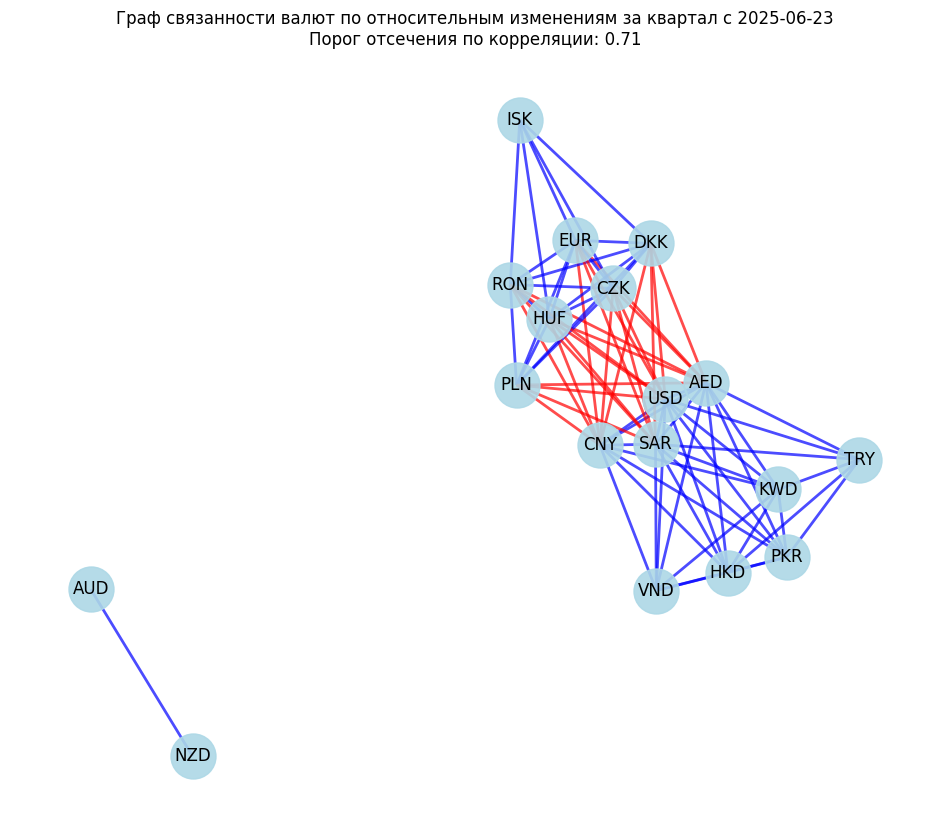 Граф связанности валют по относительным изменениям за квартал с 2025-06-23
Порог отсечения по корреляции: 0.71
ISK
EUR
DKK
RON
CZK
HUF
PLN
AED
USD
CNY
SAR
TRY
KWD
PKR
HKD
VND
AUD
NZD